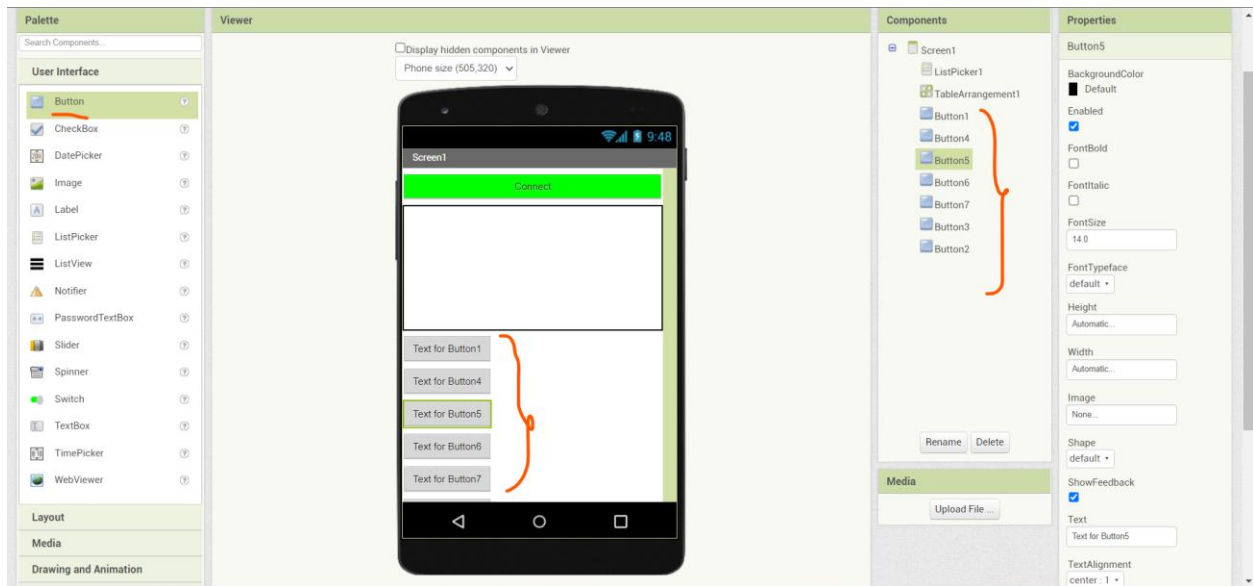 Palette
Search Components...
User Interface
Button
CheckBox
DatePicker
Image
Label
ListPicker
ListView
Notifier
PasswordTextBox
Slider
Spinner
Switch
TextBox
TimePicker
WebViewer
Layout
Media
Drawing and Animation
Viewer
Display hidden components in Viewer
Phone size (505,320)
9:48
Screen1
Connect
Text for Button1
Text for Button4
Text for Button5
Text for Button6
Text for Button7
Components
Screen1
ListPicker1
TableArrangement1
Button1
Button4
Button5
Button6
Button7
Button3
Button2
Rename Delete
Media
Upload File ...
Properties
Button5
BackgroundColor
Default
Enabled
FontBold
FontItalic
FontSize
14.0
FontTypeface
default
Height
Automatic...
Width
Automatic...
Image
None...
Shape
default
ShowFeedback
Text
Text for Button5
TextAlignment
center : 1